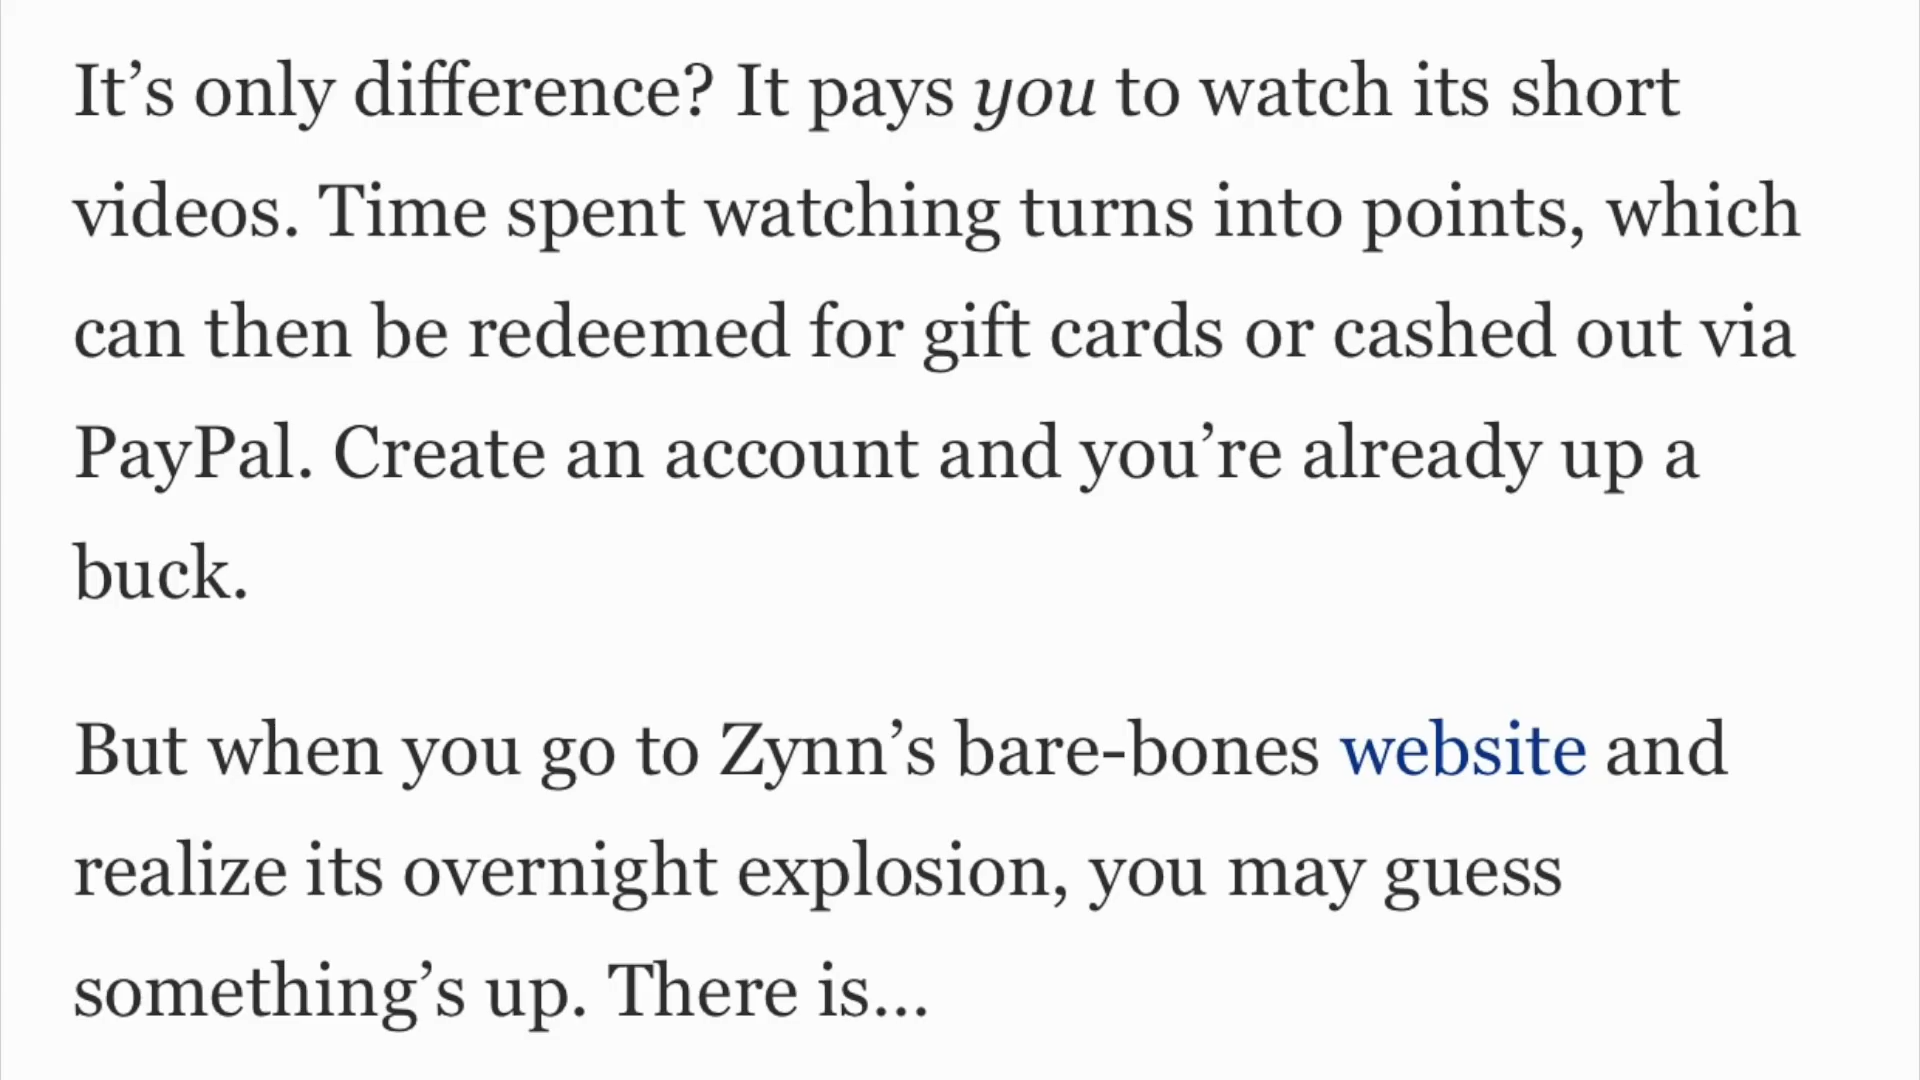 It’s only difference? It pays you to watch its short
videos. Time spent watching turns into points, which
can then be redeemed for gift cards or cashed out via
PayPal. Create an account and you’re already up a
buck.
But when you go to Zynn’s bare-bones website and
realize its overnight explosion, you may guess
something’s up. There is...